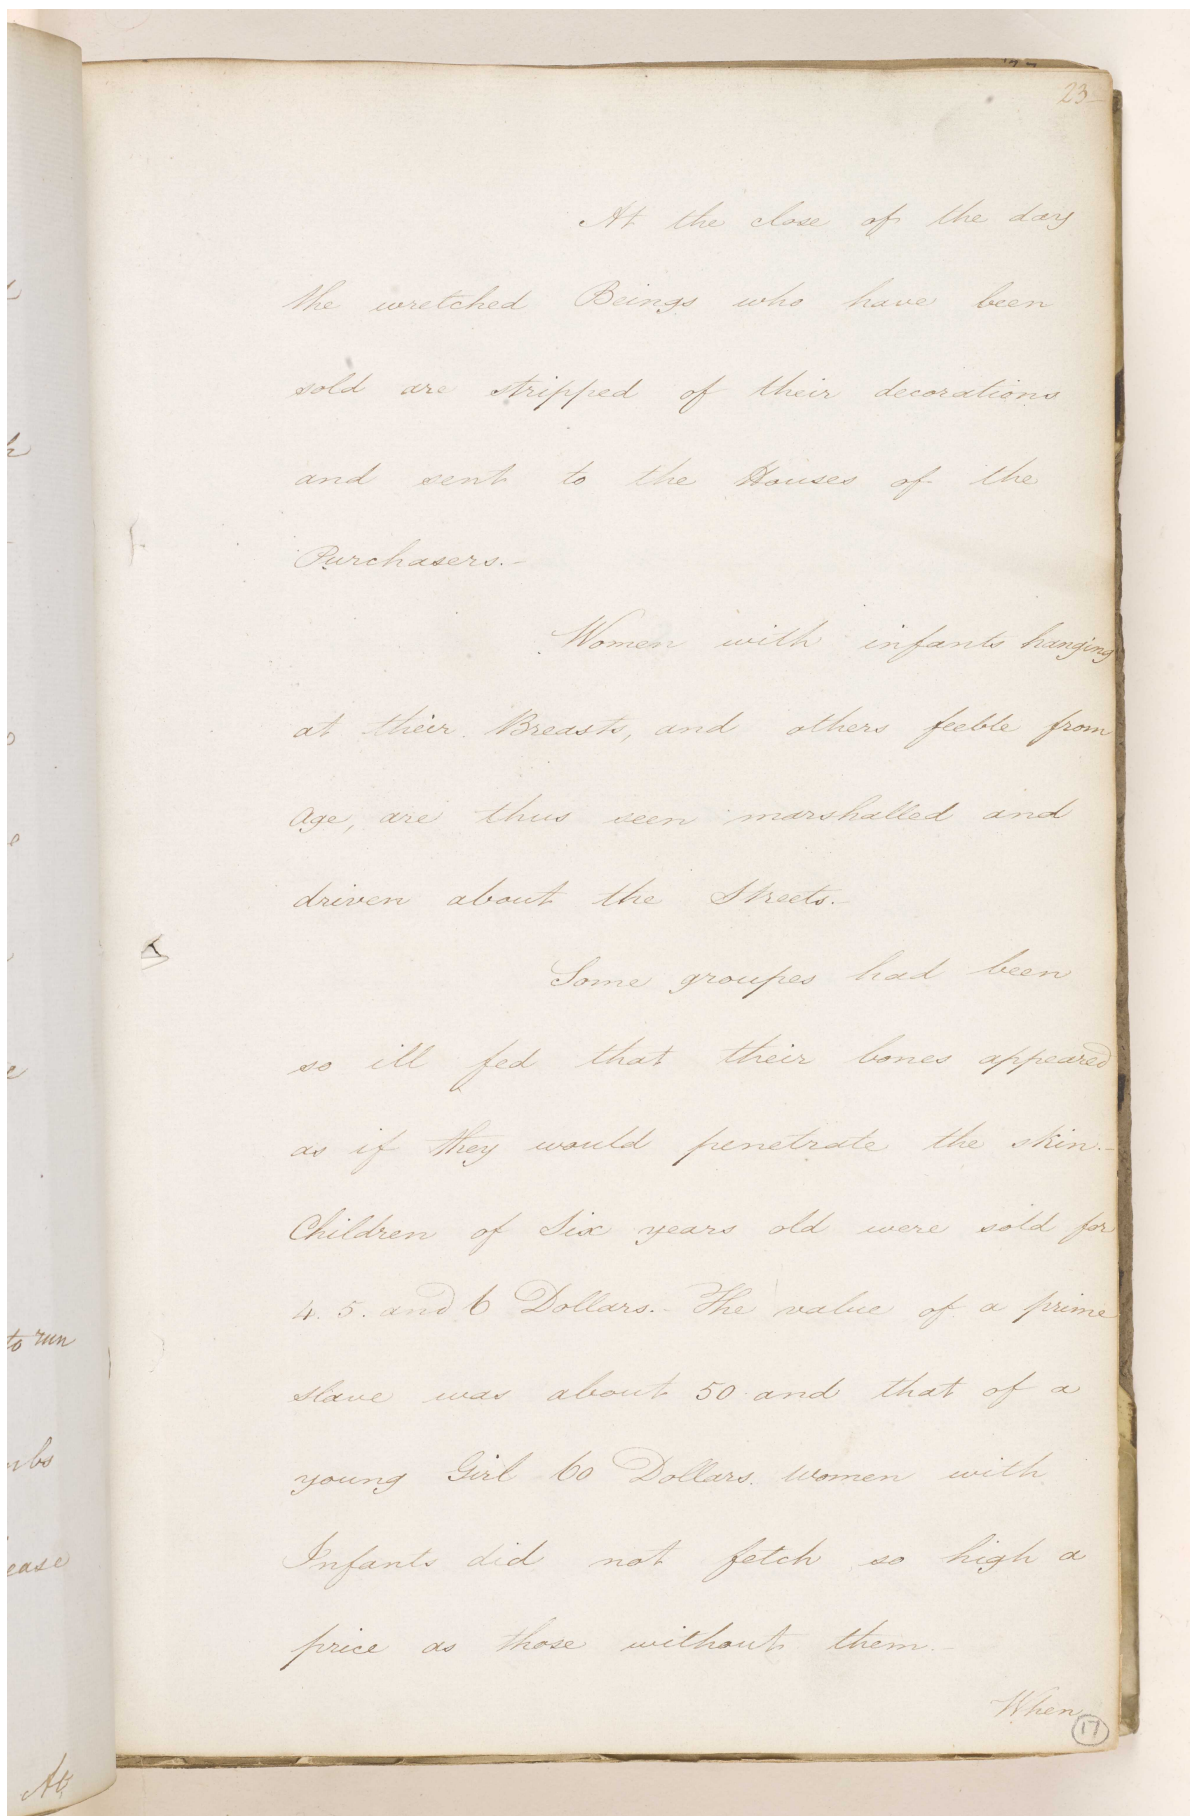 23
At the close of the day
the wretched Beings who have been
sold are stripped of their decorations
and sent to the Houses of the
Purchasers.-
Women with infants hanging
at their Breasts, and others feeble from
Age, are thus seen marshalled and
driven about the Streets.-
Some groupes had been
so ill fed that their bones appeared
as if they would penetrate the skin.-
Children of Six years old were sold for
4. 5. and 6 Dollars.- The value of a prime
slave was about 50 and that of a
young Girl 60 Dollars. Women with
Infants did not fetch so high a
price as those without them.-
When
17
to run
ease
At